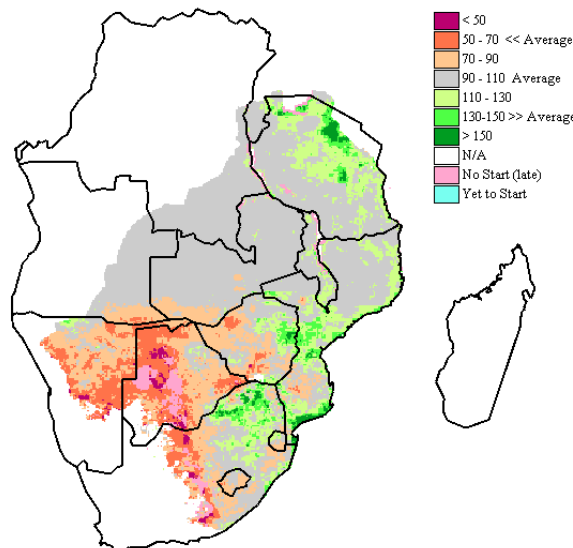 < 50
50 - 70 << Average
70 - 90
90 - 110 Average
110 - 130
130-150 >> Average
> 150
N/A
No Start (late)
Yet to Start